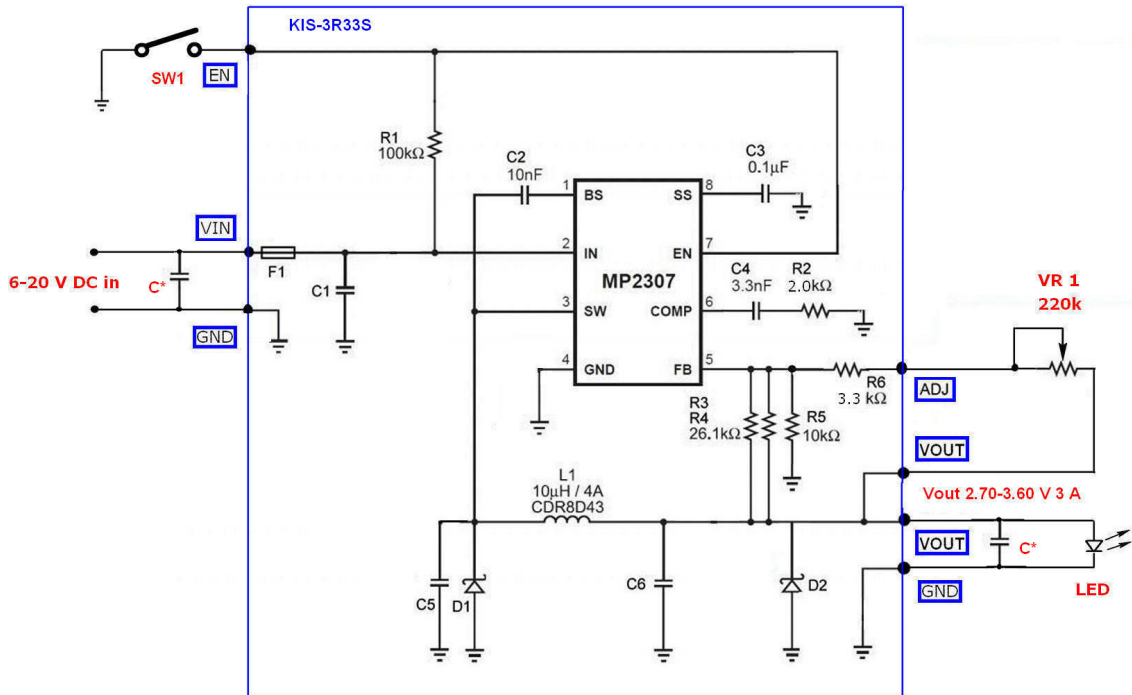 KIS-3R33S
SW1
EN
R1
100kΩ
C2
10nF
C3
0.1µF
1
BS
SS
8
VIN
2
IN
EN
7
F1
6-20 V DC in
C*
C1
MP2307
C4
3.3nF
R2
2.0kΩ
VR 1
220k
3
SW
COMP
6
GND
4
GND
FB
5
R6
3.3 kΩ
ADJ
R3
R4
26.1kΩ
R5
10kΩ
VOUT
L1
10µH / 4A
CDR8D43
Vout 2.70-3.60 V 3 A
VOUT
C*
C5
D1
C6
D2
GND
LED